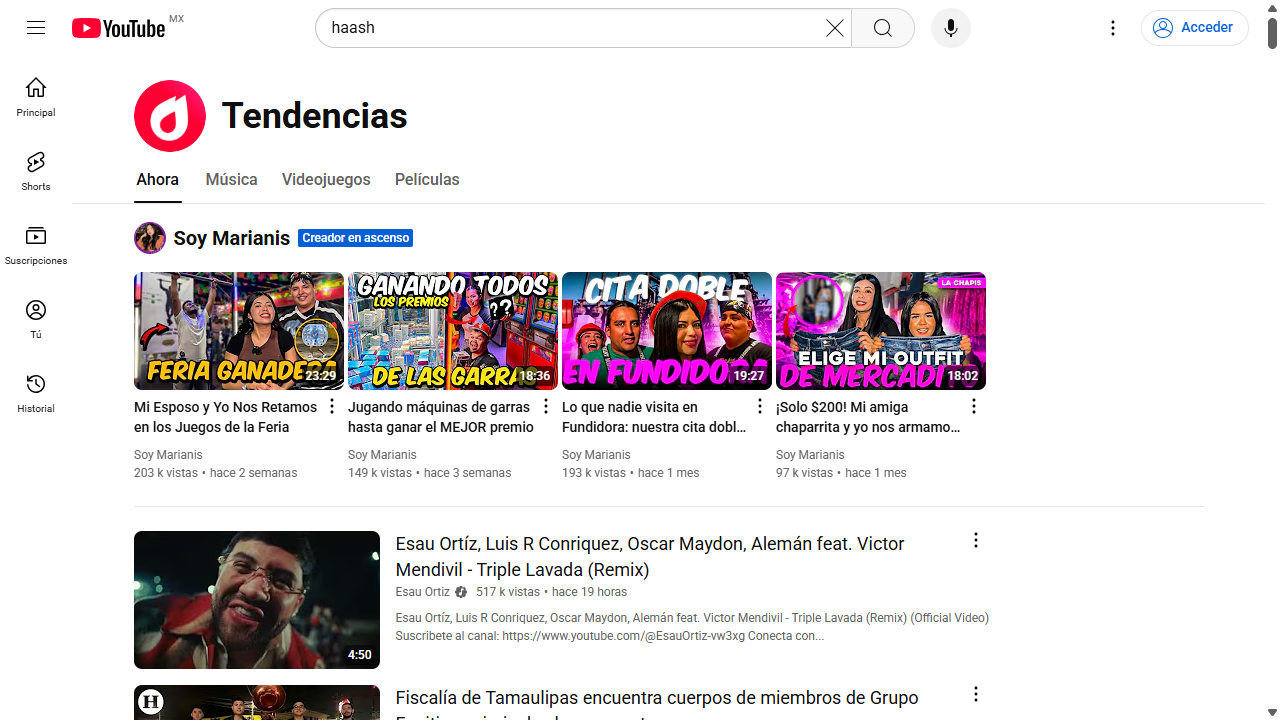 YouTube MX
haash
Acceder
Principal
Shorts
Suscripciones
Tú
Historial
Tendencias
Ahora Música Videojuegos Películas
Soy Marianis Creador en ascenso
FERIA GANADERA 23:29
GANANDO TODOS
LOS PREMIOS
??
DE LAS GARRAS 18:36
CITA DOBLE
EN FUNDIDORA 19:27
LA CHAPIS
ELIGE MI OUTFIT
DE MERCADI 18:02
Mi Esposo y Yo Nos Retamos
en los Juegos de la Feria
Soy Marianis
203 k vistas • hace 2 semanas
Jugando máquinas de garras
hasta ganar el MEJOR premio
Soy Marianis
149 k vistas • hace 3 semanas
Lo que nadie visita en
Fundidora: nuestra cita dobl…
Soy Marianis
193 k vistas • hace 1 mes
¡Solo $200! Mi amiga
chaparrita y yo nos armamo…
Soy Marianis
97 k vistas • hace 1 mes
4:50
Esau Ortíz, Luis R Conriquez, Oscar Maydon, Alemán feat. Victor
Mendivil - Triple Lavada (Remix)
Esau Ortiz 517 k vistas • hace 19 horas
Esau Ortíz, Luis R Conriquez, Oscar Maydon, Alemán feat. Victor Mendivil - Triple Lavada (Remix) (Official Video)
Suscribete al canal: https://www.youtube.com/@EsauOrtiz-vw3xg Conecta con...
H
Fiscalía de Tamaulipas encuentra cuerpos de miembros de Grupo